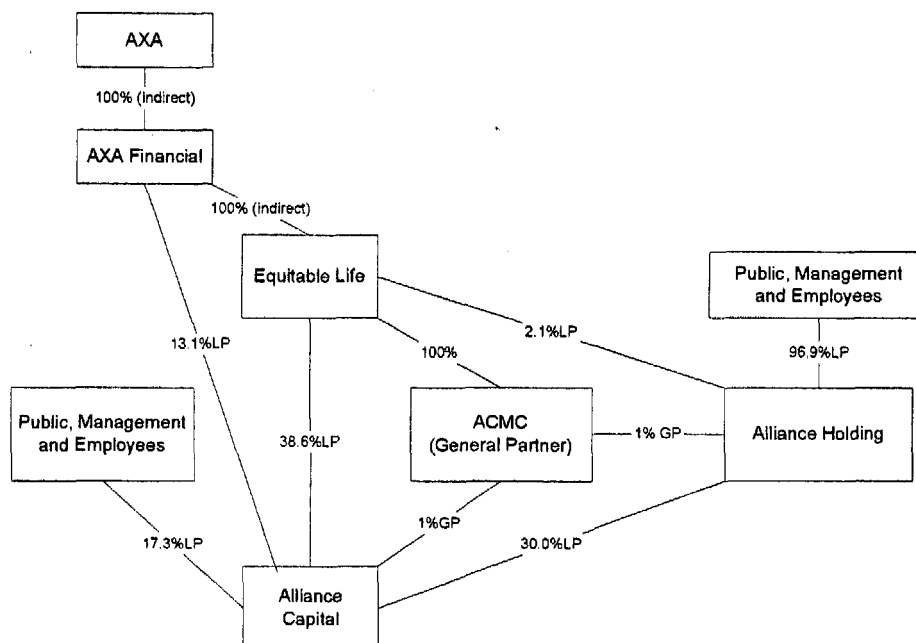 AXA
100% (indirect)
AXA Financial
100% (indirect)
Equitable Life
Public, Management
and Employees
13.1%LP
2.1%LP
96.9%LP
100%
Public, Management
and Employees
38.6%LP
ACMC
(General Partner)
1% GP
Alliance Holding
17.3%LP
1%GP
30.0%LP
Alliance
Capital